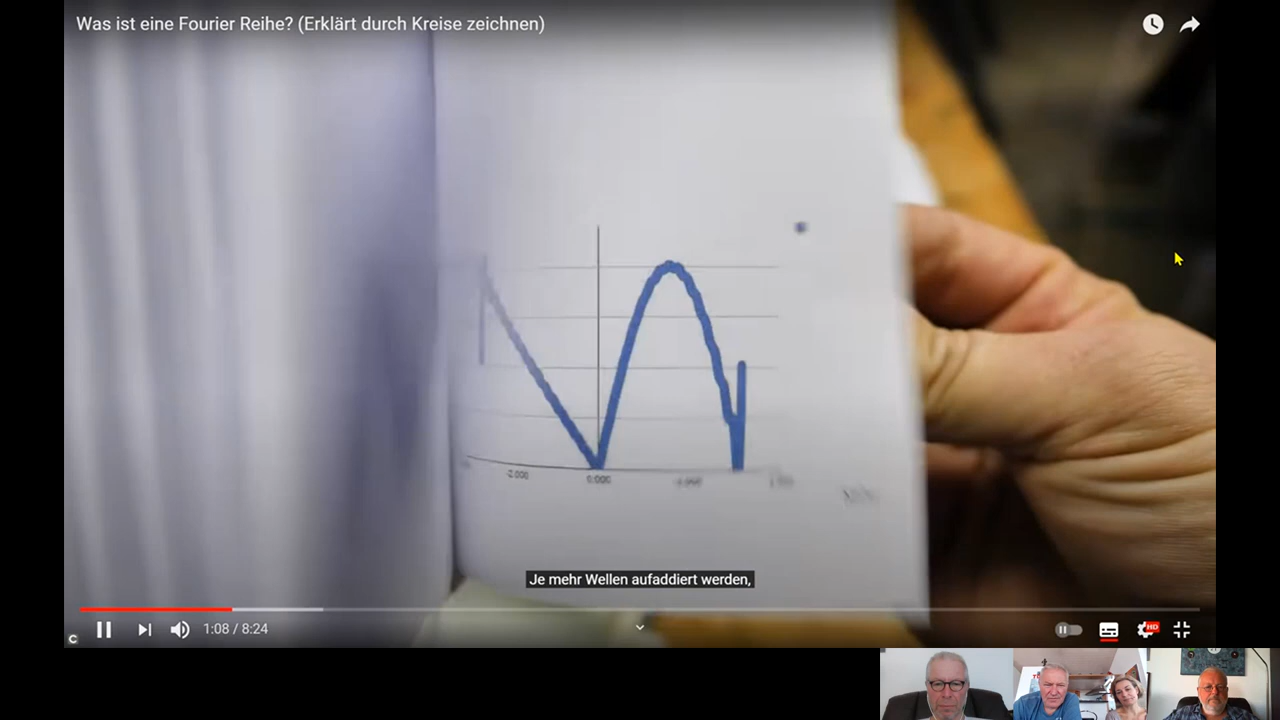 Was ist eine Fourier Reihe? (Erklärt durch Kreise zeichnen)
-2.000
0.000
Je mehr Wellen aufaddiert werden,
1:08 / 8:24
HD